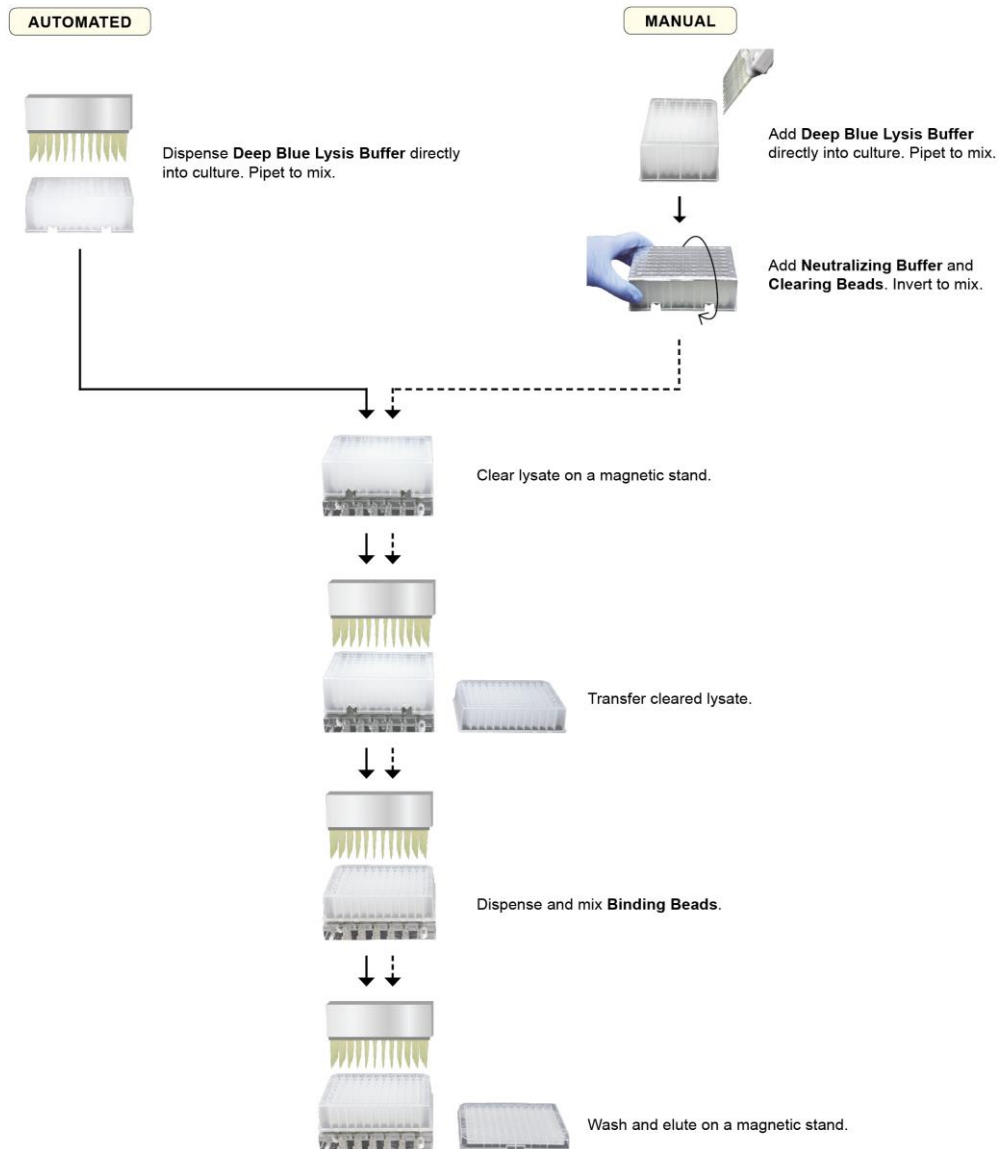 AUTOMATED
MANUAL
Dispense Deep Blue Lysis Buffer directly
into culture. Pipet to mix.
Add Deep Blue Lysis Buffer
directly into culture. Pipet to mix.
Add Neutralizing Buffer and
Clearing Beads. Invert to mix.
Clear lysate on a magnetic stand.
Transfer cleared lysate.
Dispense and mix Binding Beads.
Wash and elute on a magnetic stand.